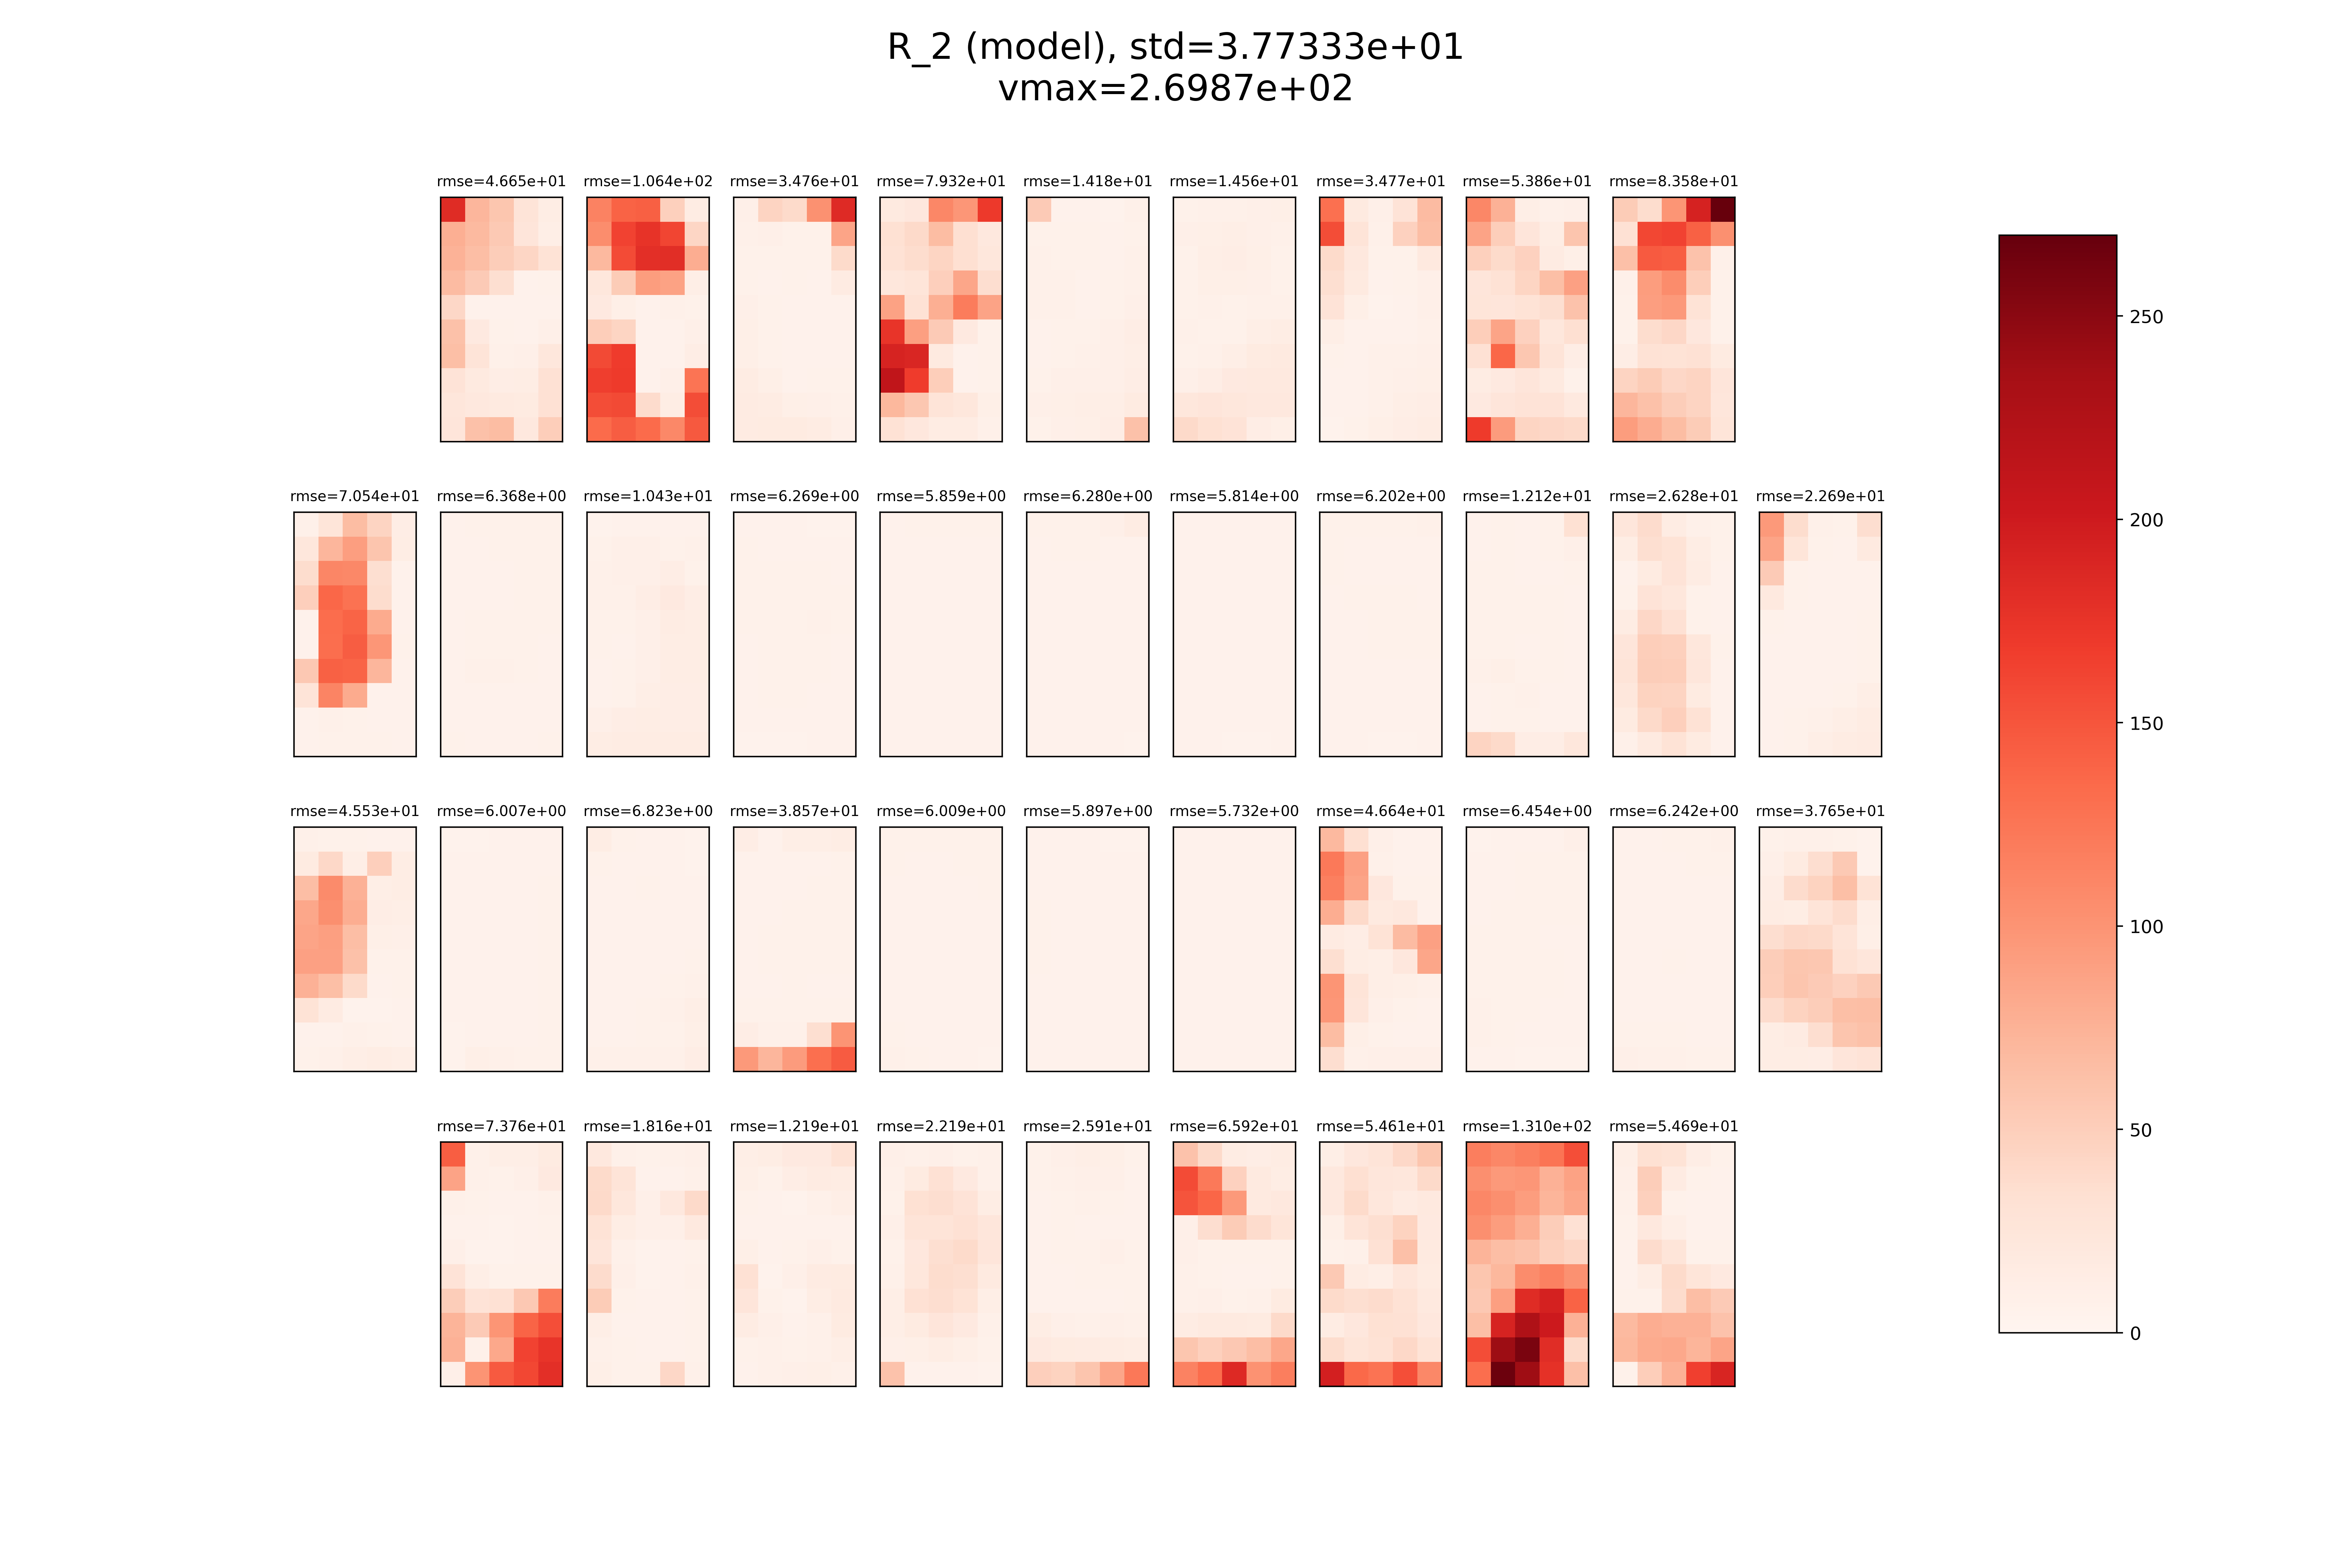 R_2 (model), std=3.77333e+01
vmax=2.6987e+02
rmse=4.665e+01 rmse=1.064e+02 rmse=3.476e+01 rmse=7.932e+01 rmse=1.418e+01 rmse=1.456e+01 rmse=3.477e+01 rmse=5.386e+01 rmse=8.358e+01
rmse=7.054e+01 rmse=6.368e+00 rmse=1.043e+01 rmse=6.269e+00 rmse=5.859e+00 rmse=6.280e+00 rmse=5.814e+00 rmse=6.202e+00 rmse=1.212e+01 rmse=2.628e+01 rmse=2.269e+01
rmse=4.553e+01 rmse=6.007e+00 rmse=6.823e+00 rmse=3.857e+01 rmse=6.009e+00 rmse=5.897e+00 rmse=5.732e+00 rmse=4.664e+01 rmse=6.454e+00 rmse=6.242e+00 rmse=3.765e+01
rmse=7.376e+01 rmse=1.816e+01 rmse=1.219e+01 rmse=2.219e+01 rmse=2.591e+01 rmse=6.592e+01 rmse=5.461e+01 rmse=1.310e+02 rmse=5.469e+01
250
200
150
100
50
0